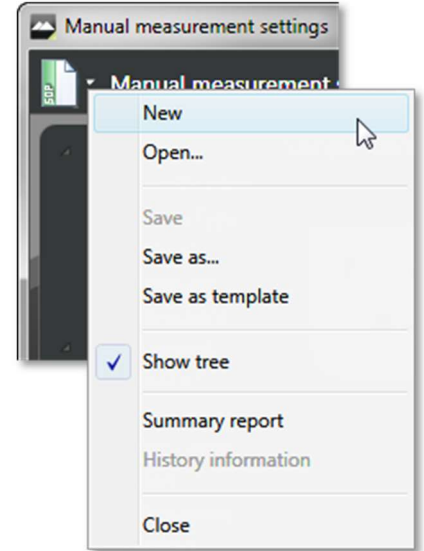 Manual measurement settings
SOP
Manual measurement
New
Open...
Save
Save as...
Save as template
Show tree
Summary report
History information
Close